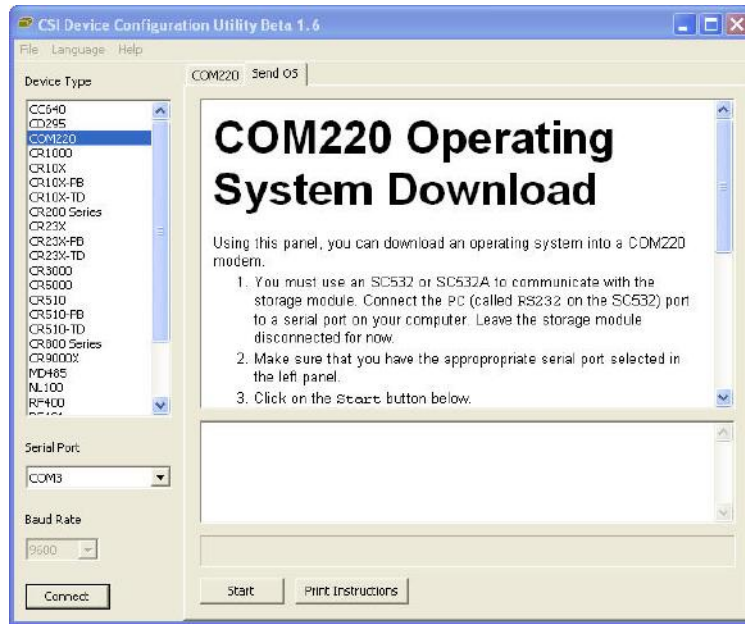 CSI Device Configuration Utility Beta 1.6
File Language Help
Device Type
CC640
CD295
COM220
CR1000
CR10X
CR10X-PB
CR10X-TD
CR200 Series
CR23X
CR23X-PB
CR23X-TD
CR3000
CR5000
CR510
CR510-PB
CR510-TD
CR800 Series
CR9000X
MD485
NL100
RF400
Serial Port
COM3
Baud Rate
9600
Connect
COM220 Send OS
COM220 Operating
System Download
Using this panel, you can download an operating system into a COM220
modem.
1. You must use an SC532 or SC532A to communicate with the
storage module. Connect the PC (called RS232 on the SC532) port
to a serial port on your computer. Leave the storage module
disconnected for now.
2. Make sure that you have the appropropriate serial port selected in
the left panel.
3. Click on the Start button below.
Start Print Instructions